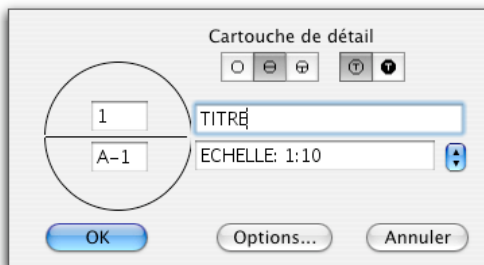 Cartouche de détail
1
TITRE
A-1
ECHELLE: 1:10
OK
Options...
Annuler